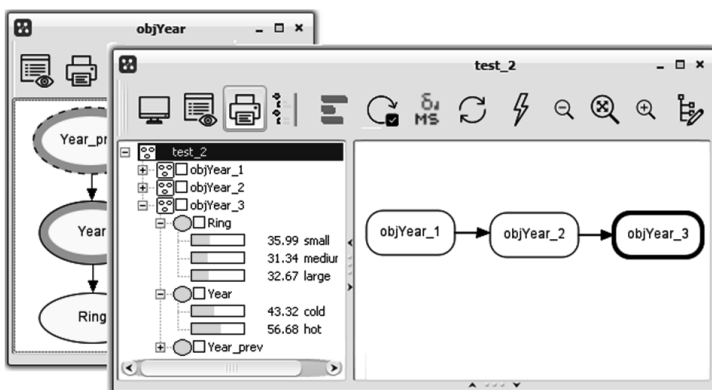 objYear
test_2
MS
test_2
objYear_1
objYear_2
objYear_3
Ring
35.99 small
31.34 mediur
32.67 large
Year
43.32 cold
56.68 hot
Year_prev
Year_pr
Year
Ring
objYear_1
objYear_2
objYear_3